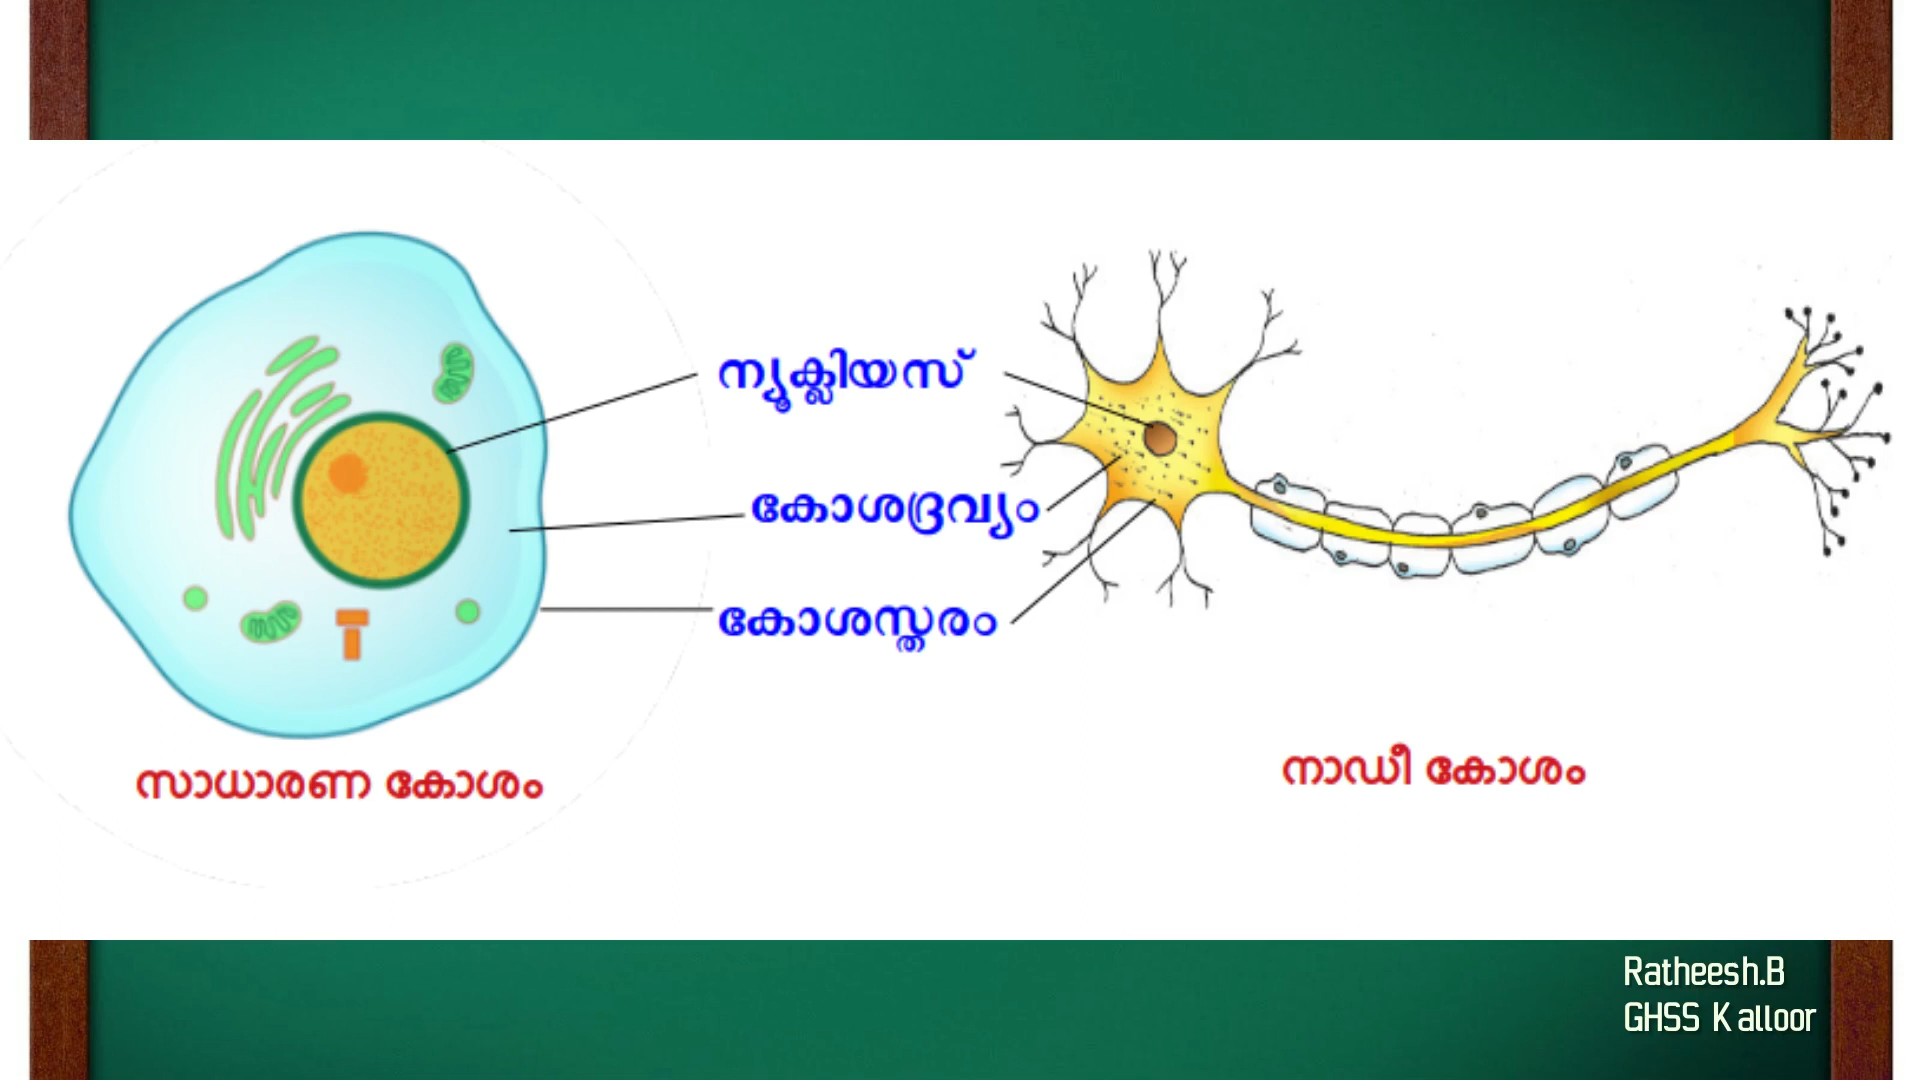 ന്യൂക്ലിയസ്
കോശദ്രവ്യം
കോശസ്തരം
സാധാരണ കോശം
നാഡീ കോശം
Ratheesh.B
GHSS Kalloor